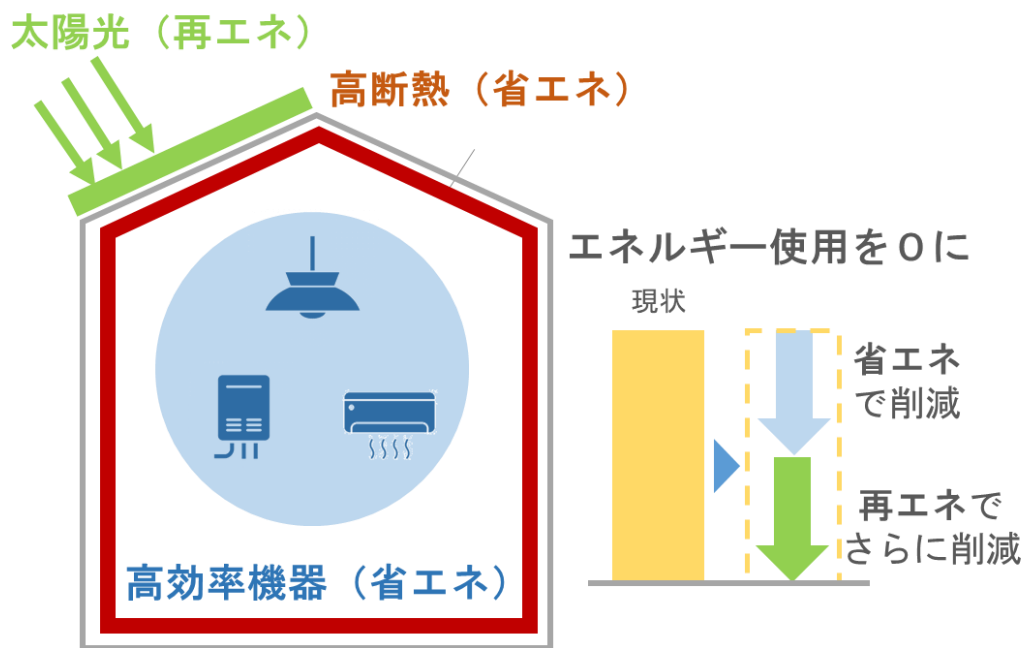 太陽光（再エネ）
高断熱（省エネ）
エネルギー使用を０に
現状
省エネ
で削減
再エネで
さらに削減
高効率機器（省エネ）